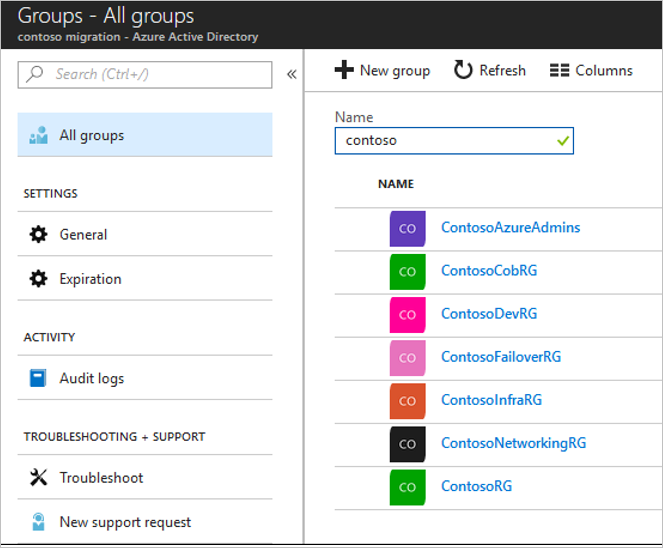 Groups - All groups
contoso migration - Azure Active Directory
Search (Ctrl+/)
«
All groups
SETTINGS
General
Expiration
ACTIVITY
Audit logs
TROUBLESHOOTING + SUPPORT
Troubleshoot
New support request
New group
Refresh
Columns
Name
contoso
NAME
CO ContosoAzureAdmins
CO ContosoCobRG
CO ContosoDevRG
CO ContosoFailoverRG
CO ContosoInfraRG
CO ContosoNetworkingRG
CO ContosoRG